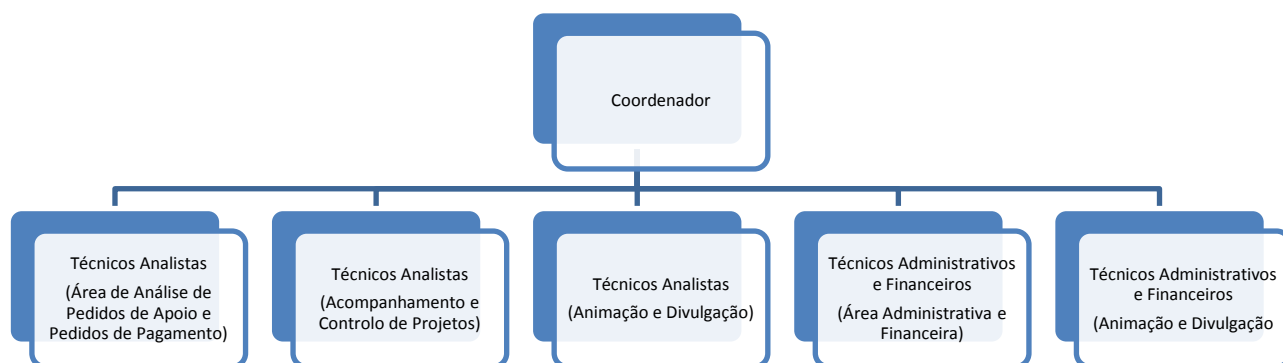 Coordenador
Técnicos Analistas
(Área de Análise de
Pedidos de Apoio e
Pedidos de Pagamento)
Técnicos Analistas
(Acompanhamento e
Controlo de Projetos)
Técnicos Analistas
(Animação e Divulgação)
Técnicos Administrativos
e Financeiros
(Área Administrativa e
Financeira)
Técnicos Administrativos
e Financeiros
(Animação e Divulgação